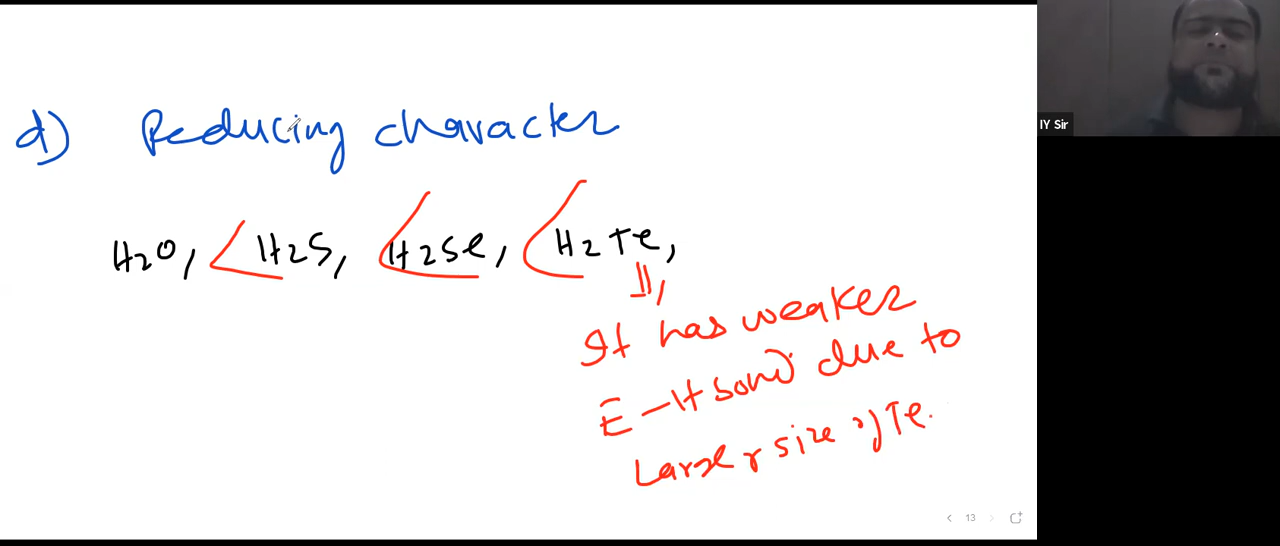 d) Reducing character
H2O, < H2S, < H2Se, < H2Te,
⇓,
It has weaker
E-H bond due to
Larger size of Te.
IY Sir
13